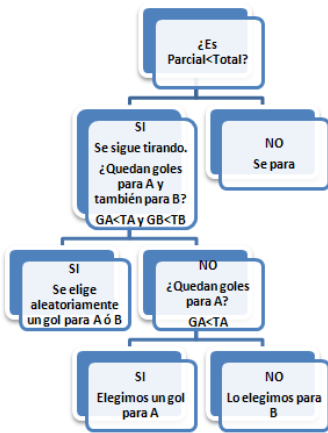 ¿Es
Parcial<Total?
SI
Se sigue tirando.
¿Quedan goles
para A y
también para B?
GA<TA y GB<TB
NO
Se para
SI
Se elige
aleatoriamente
un gol para A ó B
NO
¿Quedan goles
para A?
GA<TA
SI
Elegimos un gol
para A
NO
Lo elegimos para
B